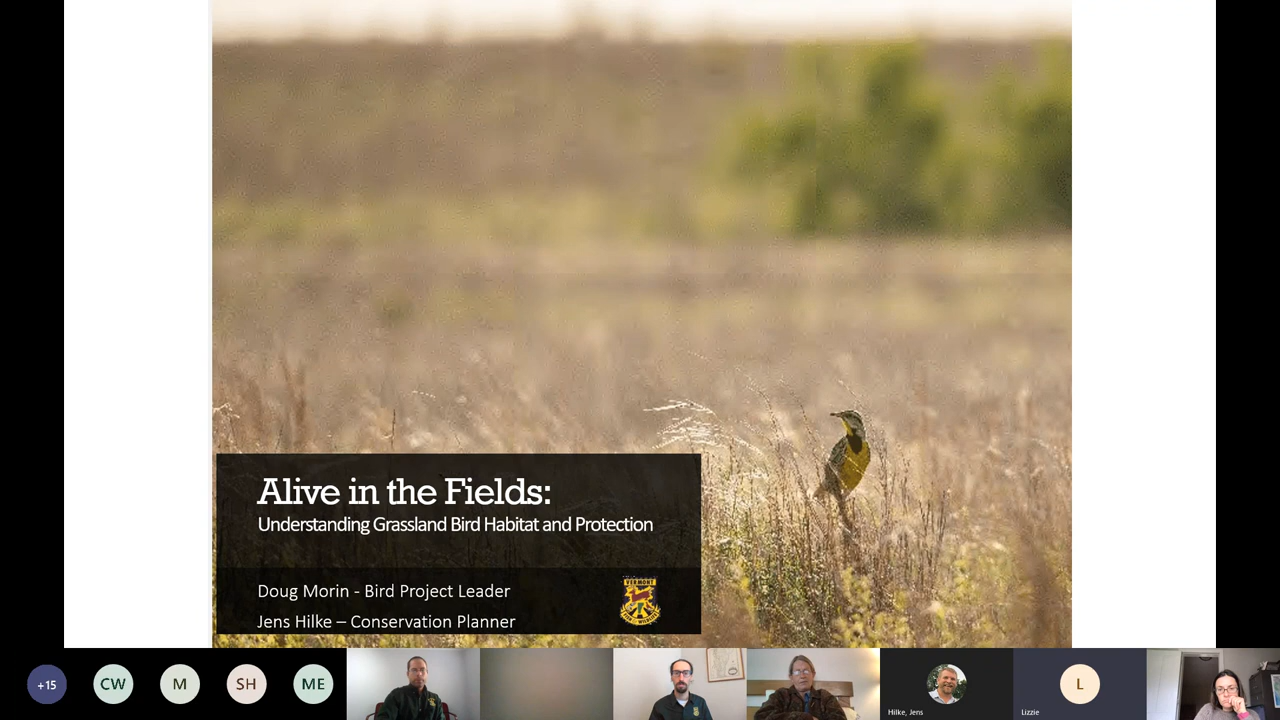 Alive in the Fields:
Understanding Grassland Bird Habitat and Protection
Doug Morin - Bird Project Leader
Jens Hilke – Conservation Planner
VERMONT
+15
CW
M
SH
ME
Hilke, Jens
L
Lizzie